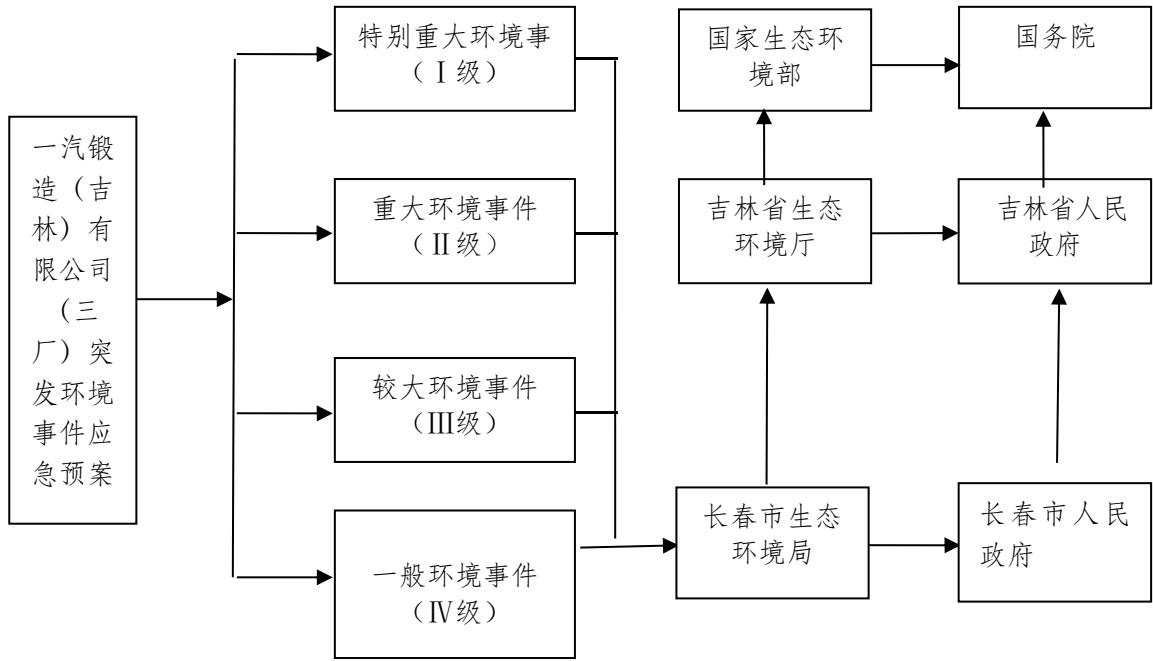 一汽锻
造（吉
林）有
限公司
（三
厂）突
发环境
事件应
急预案
特别重大环境事
（Ⅰ级）
重大环境事件
（Ⅱ级）
较大环境事件
（Ⅲ级）
一般环境事件
（Ⅳ级）
国家生态环
境部
国务院
吉林省生态
环境厅
吉林省人民
政府
长春市生态
环境局
长春市人民
政府